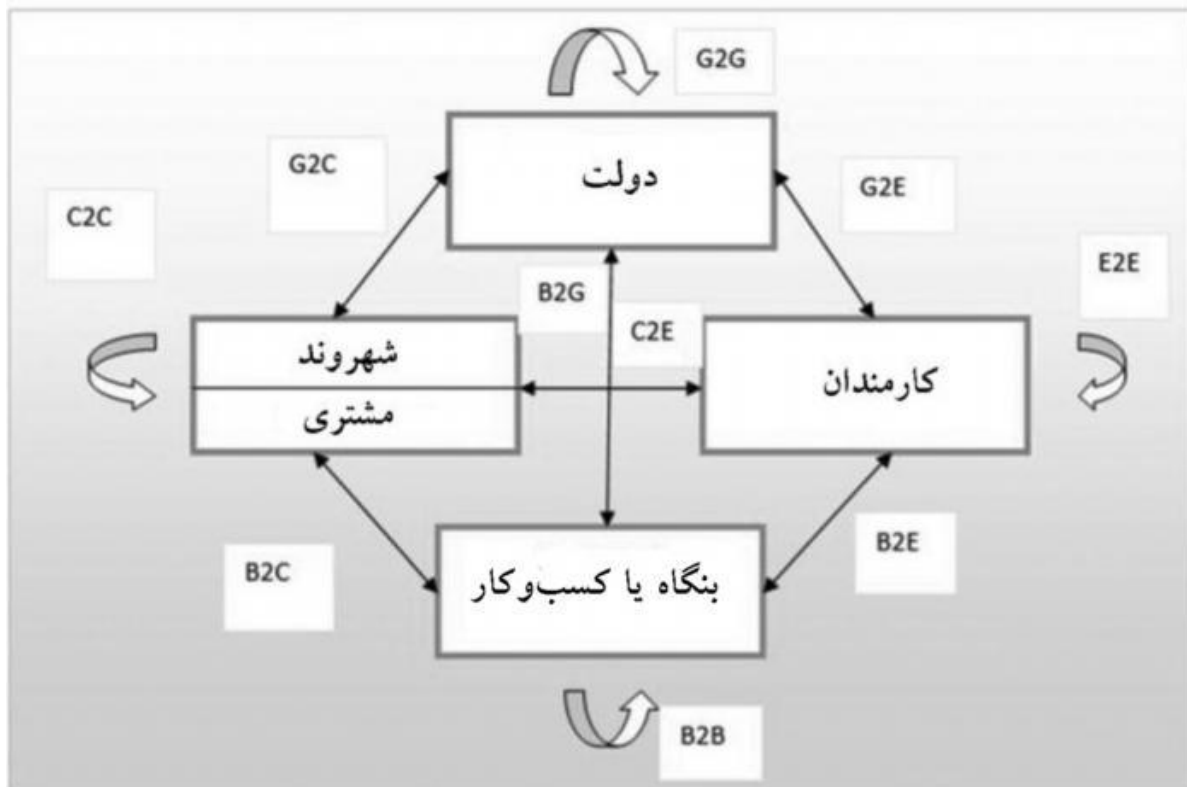 G2G
دولت
G2C
G2E
C2C
E2E
B2G
C2E
شهروند
مشتری
کارمندان
B2C
B2E
بنگاه یا کسب‌وکار
B2B